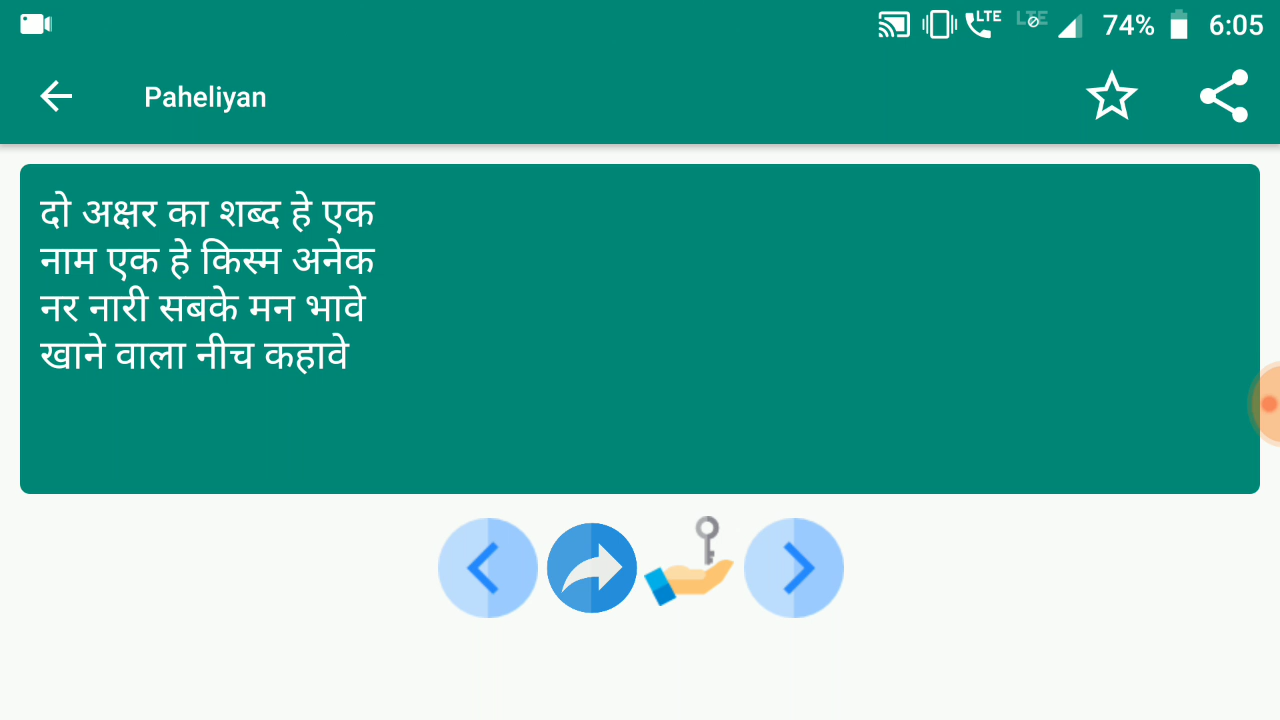 LTE LTE 74% 6:05
Paheliyan
दो अक्षर का शब्द हे एक
नाम एक हे किस्म अनेक
नर नारी सबके मन भावे
खाने वाला नीच कहावे